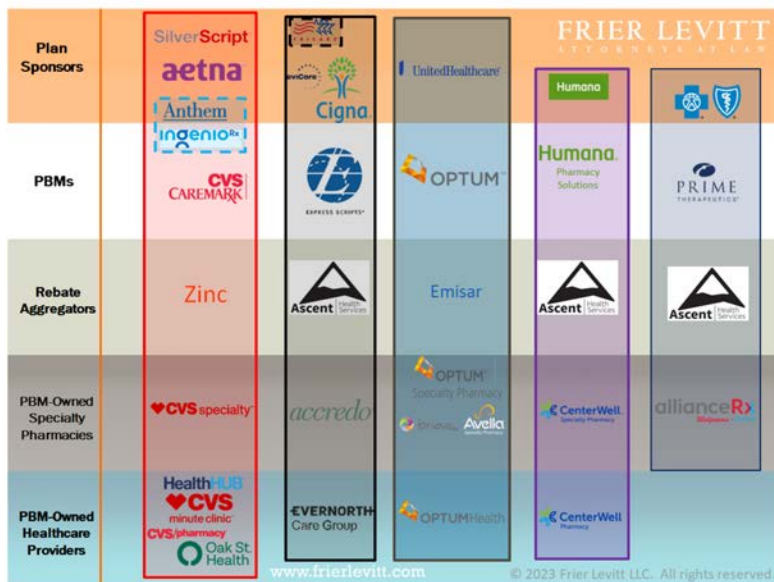 FRIER LEVITT
ATTORNEYS AT LAW
Plan
Sponsors
SilverScript
aetna
Anthem
ingenioRx
eviCore
Cigna
UnitedHealthcare
Humana
PBMs
CVS
CAREMARK
EXPRESS SCRIPTS
OPTUM
Humana
Pharmacy
Solutions
PRIME
THERAPEUTICS
Rebate
Aggregators
Zinc
Ascent Health Services
Emisar
Ascent Health Services
Ascent Health Services
PBM-Owned
Specialty
Pharmacies
CVS specialty
accredo
OPTUM
Specialty Pharmacy
Avella
Specialty Pharmacy
CenterWell
Specialty Pharmacy
allianceRx
PBM-Owned
Healthcare
Providers
HealthHUB
CVS
minute clinic
CVS/pharmacy
Oak St.
Health
EVERNORTH
Care Group
OPTUMHealth
CenterWell
Pharmacy
www.frierlevitt.com
© 2023 Frier Levitt LLC. All rights reserved